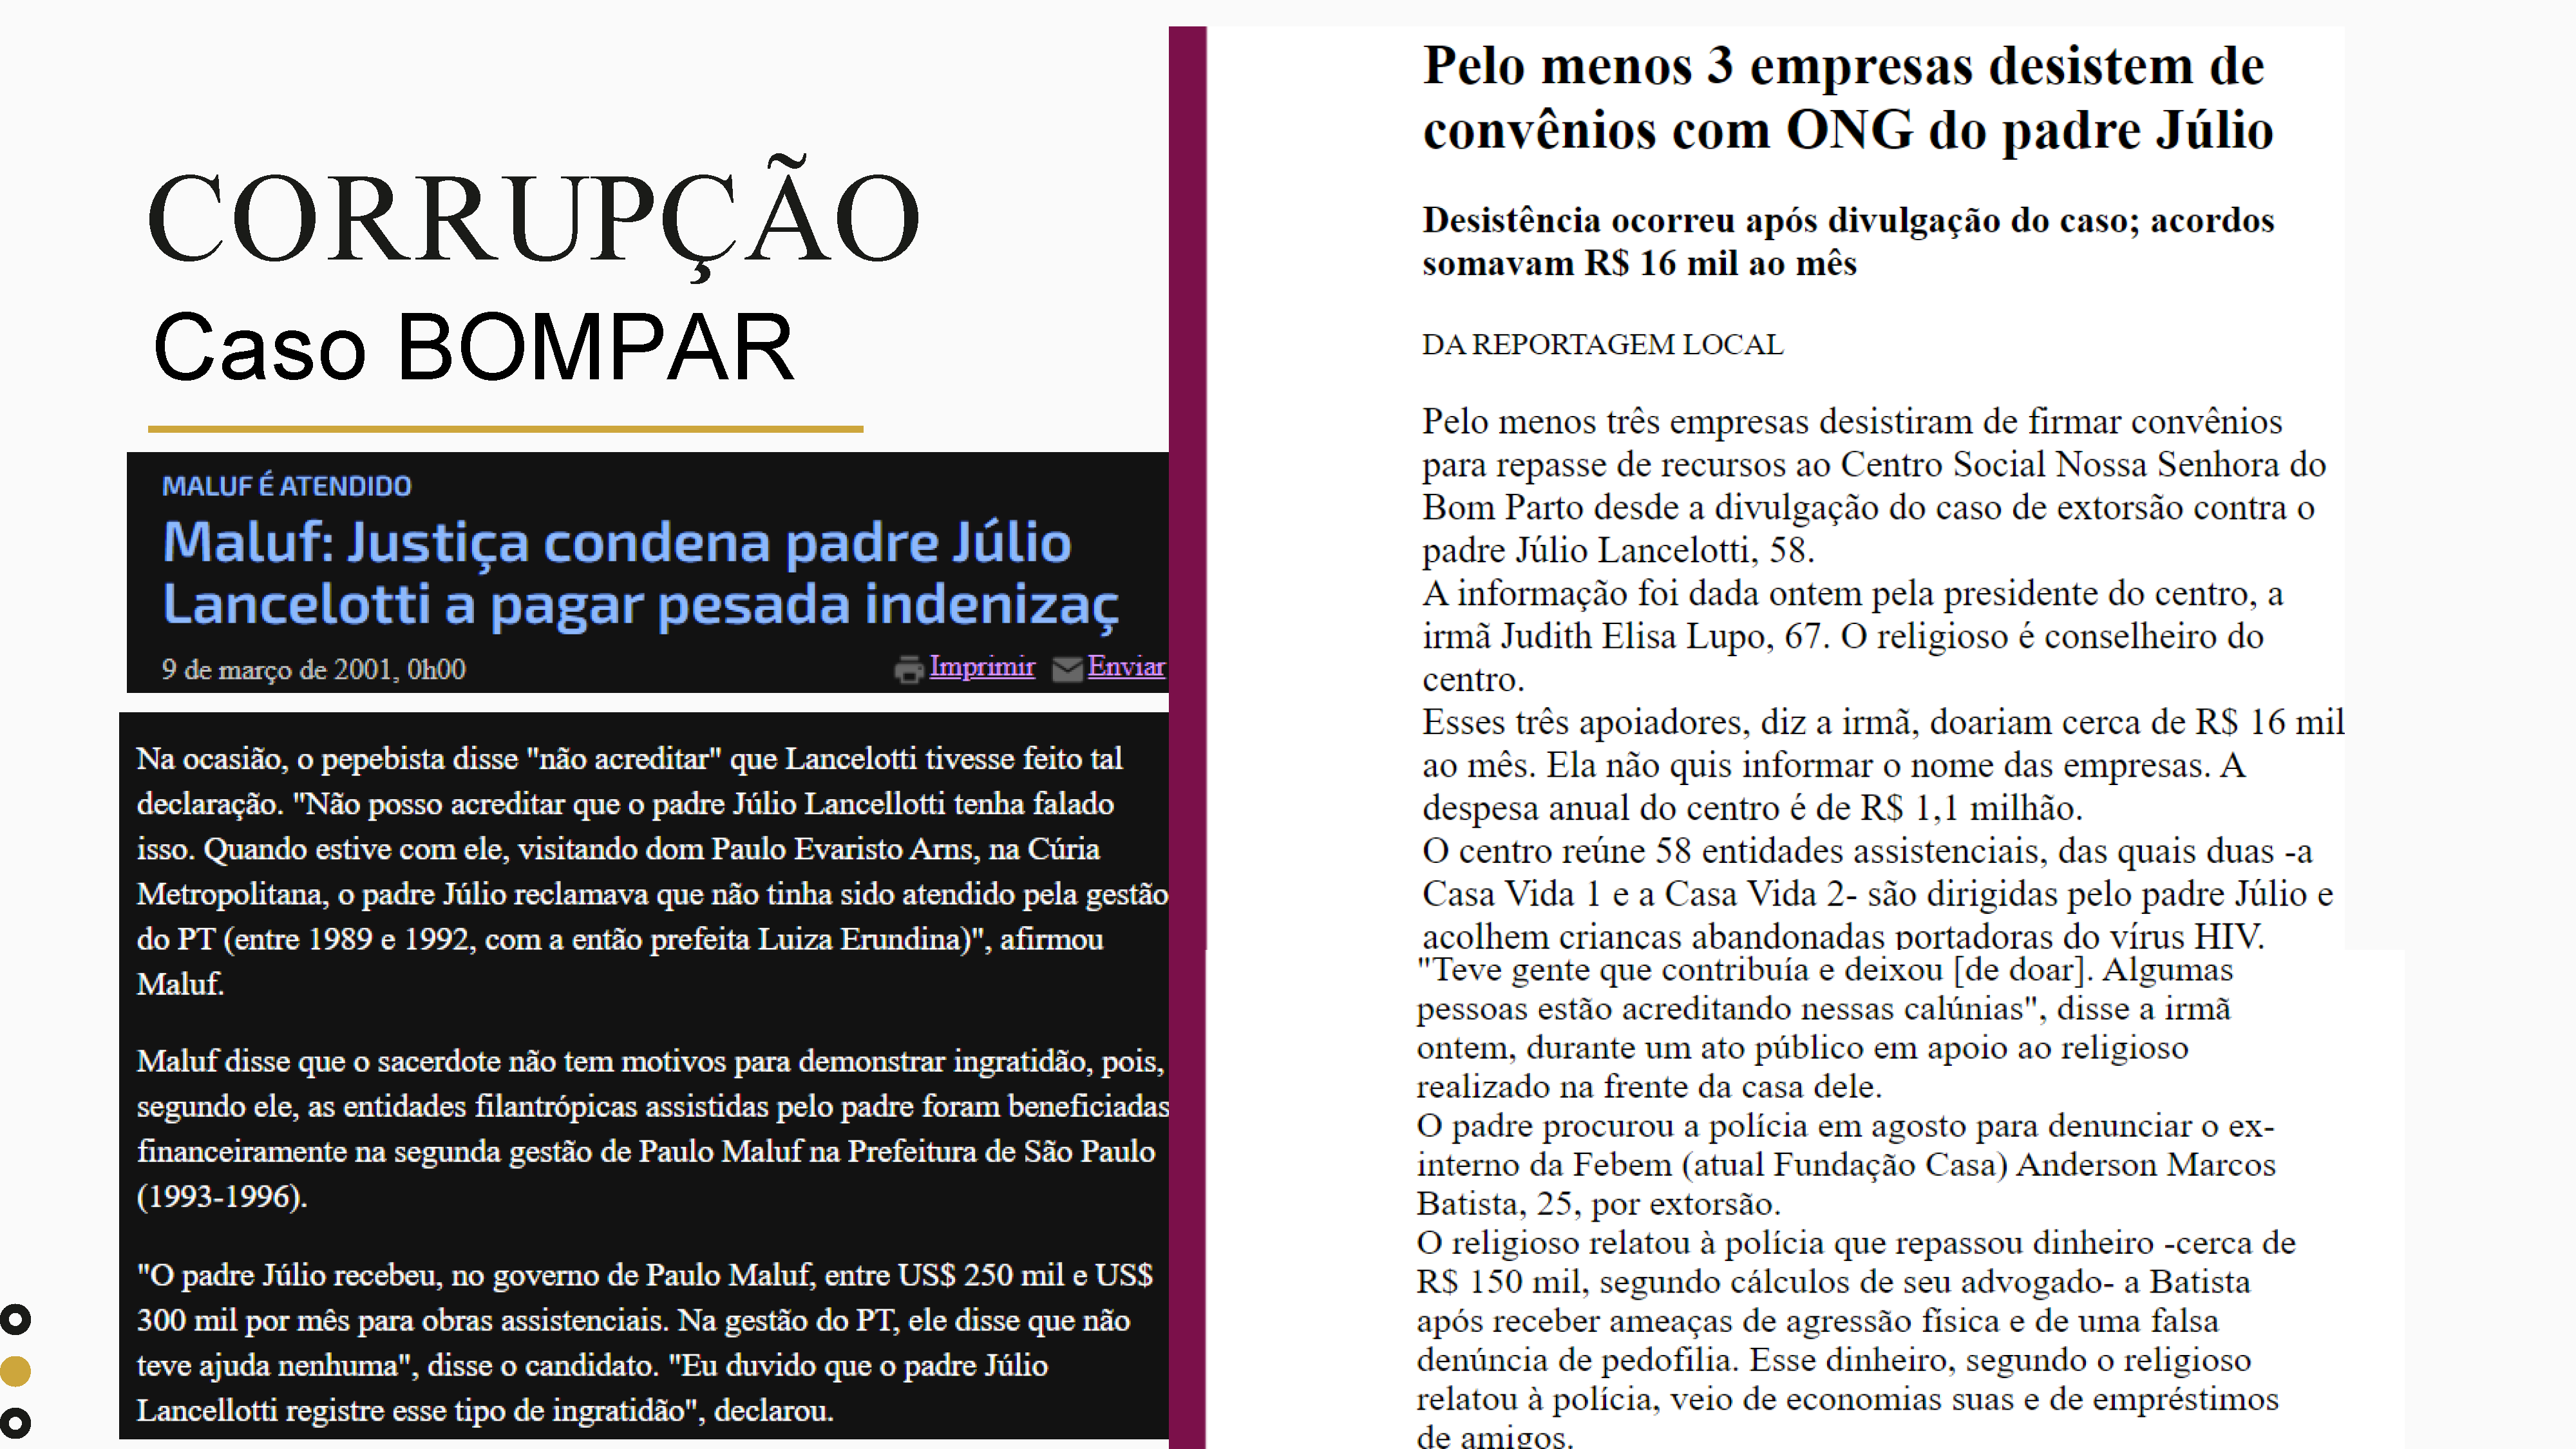 CORRUPÇÃO
Caso BOMPAR
MALUF É ATENDIDO
Maluf: Justiça condena padre Júlio
Lancelotti a pagar pesada indenizaç
9 de março de 2001, 0h00
Imprimir Enviar
Na ocasião, o pepebista disse "não acreditar" que Lancelotti tivesse feito tal
declaração. "Não posso acreditar que o padre Júlio Lancellotti tenha falado
isso. Quando estive com ele, visitando dom Paulo Evaristo Arns, na Cúria
Metropolitana, o padre Júlio reclamava que não tinha sido atendido pela gestão
do PT (entre 1989 e 1992, com a então prefeita Luiza Erundina)", afirmou
Maluf.
Maluf disse que o sacerdote não tem motivos para demonstrar ingratidão, pois,
segundo ele, as entidades filantrópicas assistidas pelo padre foram beneficiadas
financeiramente na segunda gestão de Paulo Maluf na Prefeitura de São Paulo
(1993-1996).
"O padre Júlio recebeu, no governo de Paulo Maluf, entre US$ 250 mil e US$
300 mil por mês para obras assistenciais. Na gestão do PT, ele disse que não
teve ajuda nenhuma", disse o candidato. "Eu duvido que o padre Júlio
Lancellotti registre esse tipo de ingratidão", declarou.
Pelo menos 3 empresas desistem de
convênios com ONG do padre Júlio
Desistência ocorreu após divulgação do caso; acordos
somavam R$ 16 mil ao mês
DA REPORTAGEM LOCAL
Pelo menos três empresas desistiram de firmar convênios
para repasse de recursos ao Centro Social Nossa Senhora do
Bom Parto desde a divulgação do caso de extorsão contra o
padre Júlio Lancelotti, 58.
A informação foi dada ontem pela presidente do centro, a
irmã Judith Elisa Lupo, 67. O religioso é conselheiro do
centro.
Esses três apoiadores, diz a irmã, doariam cerca de R$ 16 mil
ao mês. Ela não quis informar o nome das empresas. A
despesa anual do centro é de R$ 1,1 milhão.
O centro reúne 58 entidades assistenciais, das quais duas -a
Casa Vida 1 e a Casa Vida 2- são dirigidas pelo padre Júlio e
acolhem crianças abandonadas portadoras do vírus HIV.
"Teve gente que contribuía e deixou [de doar]. Algumas
pessoas estão acreditando nessas calúnias", disse a irmã
ontem, durante um ato público em apoio ao religioso
realizado na frente da casa dele.
O padre procurou a polícia em agosto para denunciar o ex-
interno da Febem (atual Fundação Casa) Anderson Marcos
Batista, 25, por extorsão.
O religioso relatou à polícia que repassou dinheiro -cerca de
R$ 150 mil, segundo cálculos de seu advogado- a Batista
após receber ameaças de agressão física e de uma falsa
denúncia de pedofilia. Esse dinheiro, segundo o religioso
relatou à polícia, veio de economias suas e de empréstimos
de amigos.